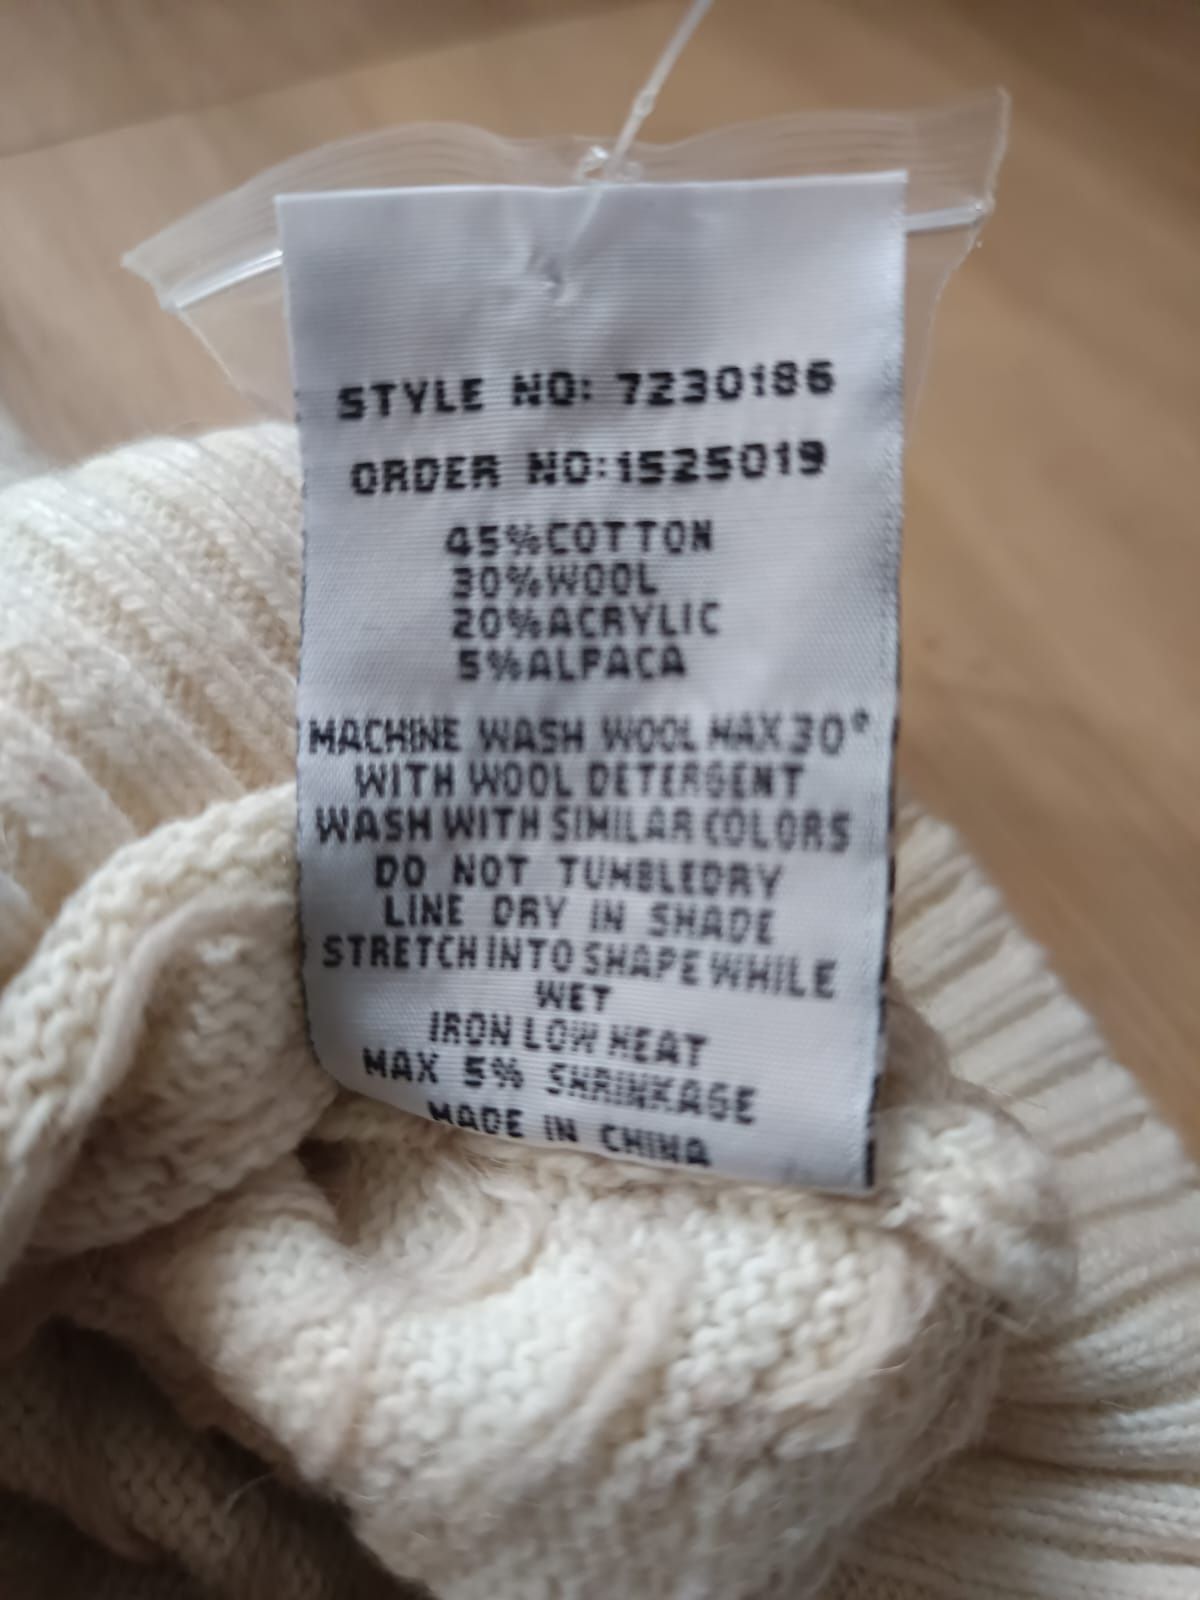 STYLE NO: 7230186
ORDER NO:1525019
45%COTTON
30%WOOL
20%ACRYLIC
5%ALPACA
MACHINE WASH WOOL MAX30°
WITH WOOL DETERGENT
WASH WITH SIMILAR COLORS
DO NOT TUMBLEDRY
LINE DRY IN SHADE
STRETCH INTO SHAPE WHILE
WET
IRON LOW HEAT
MAX 5% SHRINKAGE
MADE IN CHINA